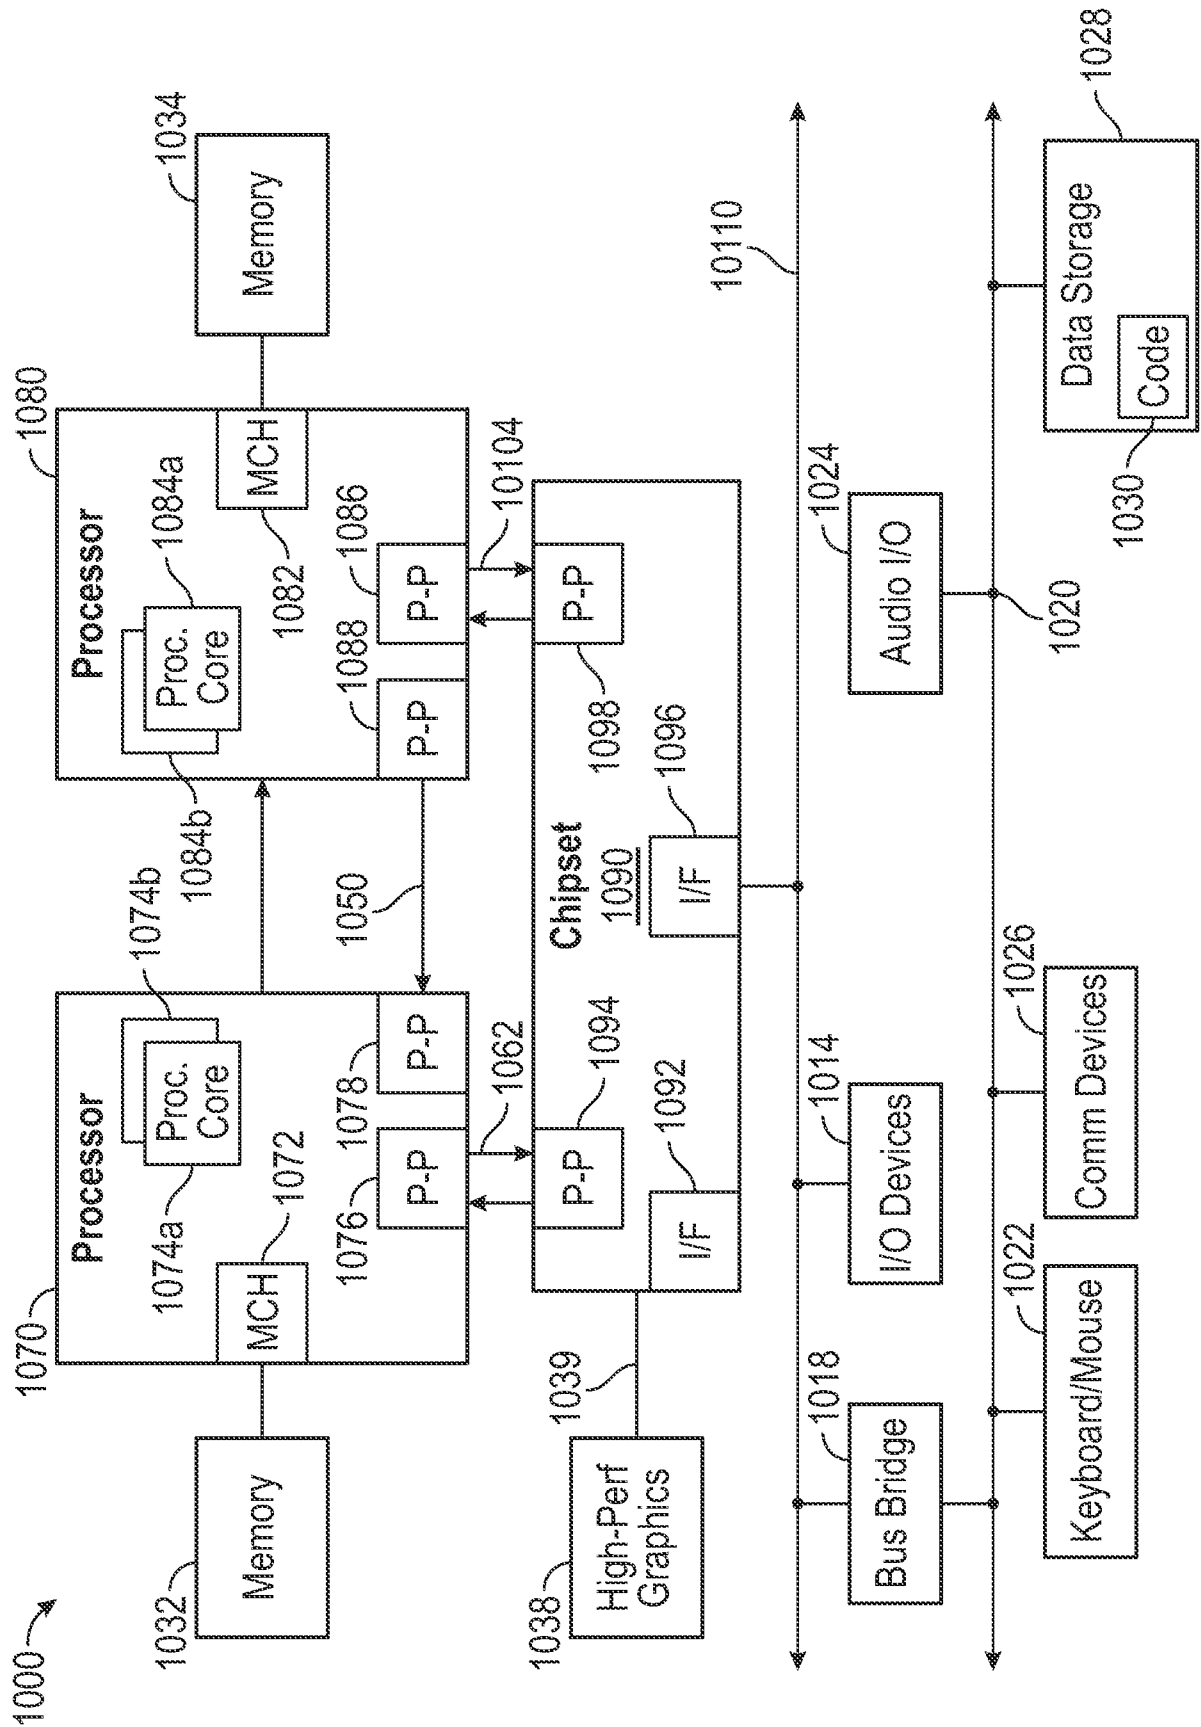 1000
1070
1080
Processor
Processor
1074b
1084a
Proc.
Core
Proc.
Core
1074a
1084b
1032
1072
1082
1034
Memory
MCH
MCH
Memory
1076
1078
1050
1088
1086
P-P
P-P
P-P
P-P
1062
10104
1038
1039
P-P
1094
Chipset
1090
1098
P-P
High-Perf
Graphics
1092
1096
I/F
I/F
10110
1018
1014
1024
Bus Bridge
I/O Devices
Audio I/O
1022
1026
1020
1028
Keyboard/Mouse
Comm Devices
Data Storage
1030
Code